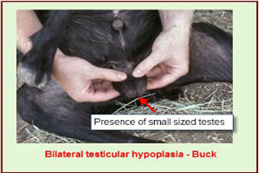 Presence of small sized testes
Bilateral testicular hypoplasia - Buck